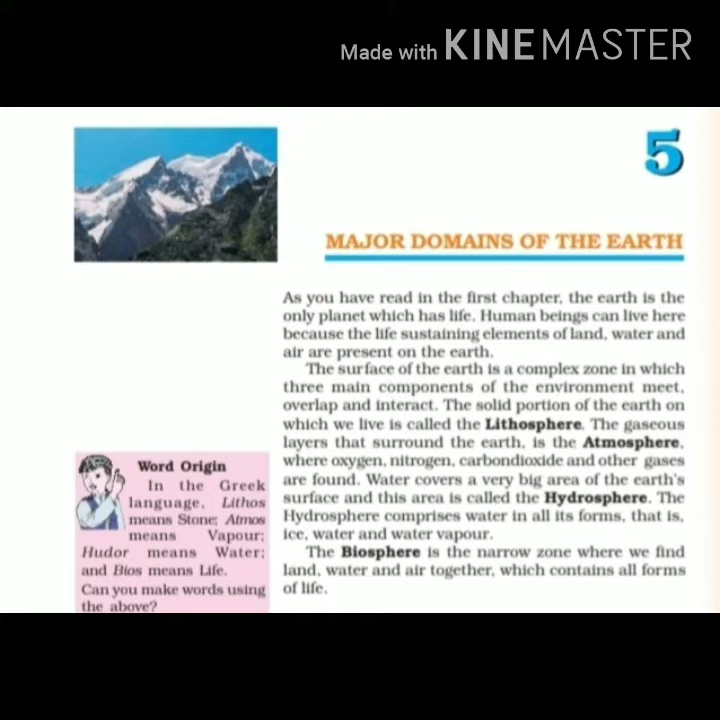 Made with KINEMASTER
5
MAJOR DOMAINS OF THE EARTH
As you have read in the first chapter, the earth is the
only planet which has life. Human beings can live here
because the life sustaining elements of land, water and
air are present on the earth.
The surface of the earth is a complex zone in which
three main components of the environment meet,
overlap and interact. The solid portion of the earth on
which we live is called the Lithosphere. The gaseous
layers that surround the earth, is the Atmosphere,
where oxygen, nitrogen, carbondioxide and other gases
are found. Water covers a very big area of the earth's
surface and this area is called the Hydrosphere. The
Hydrosphere comprises water in all its forms, that is,
ice, water and water vapour.
The Biosphere is the narrow zone where we find
land, water and air together, which contains all forms
of life.
Word Origin
In the Greek
language, Lithos
means Stone; Atmos
means Vapour;
Hudor means Water;
and Bios means Life.
Can you make words using
the above?